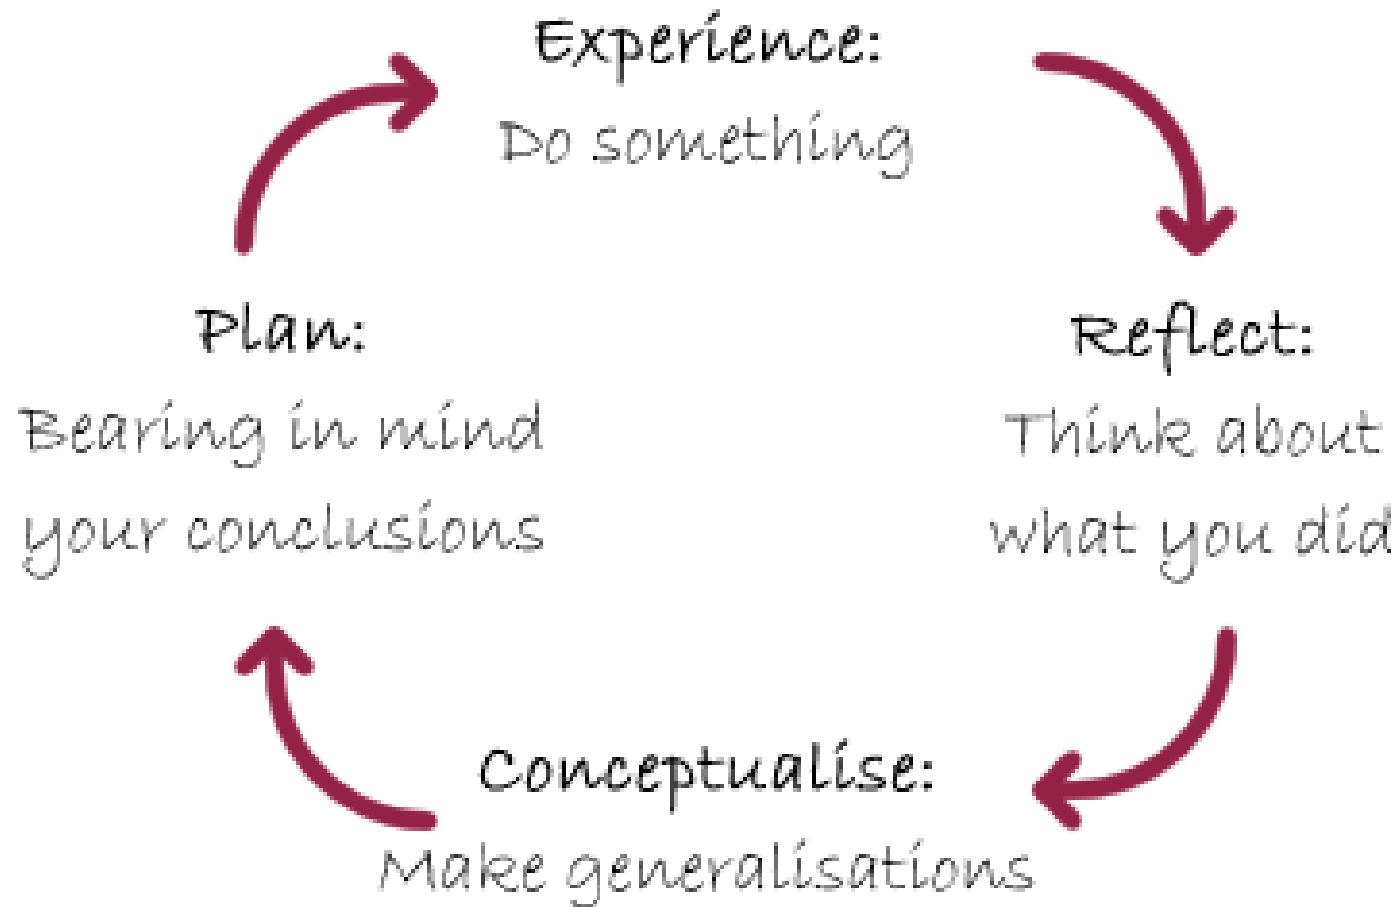 Experience:
Do something
Reflect:
Think about
what you did
Conceptualise:
Make generalisations
Plan:
Bearing in mind
your conclusions